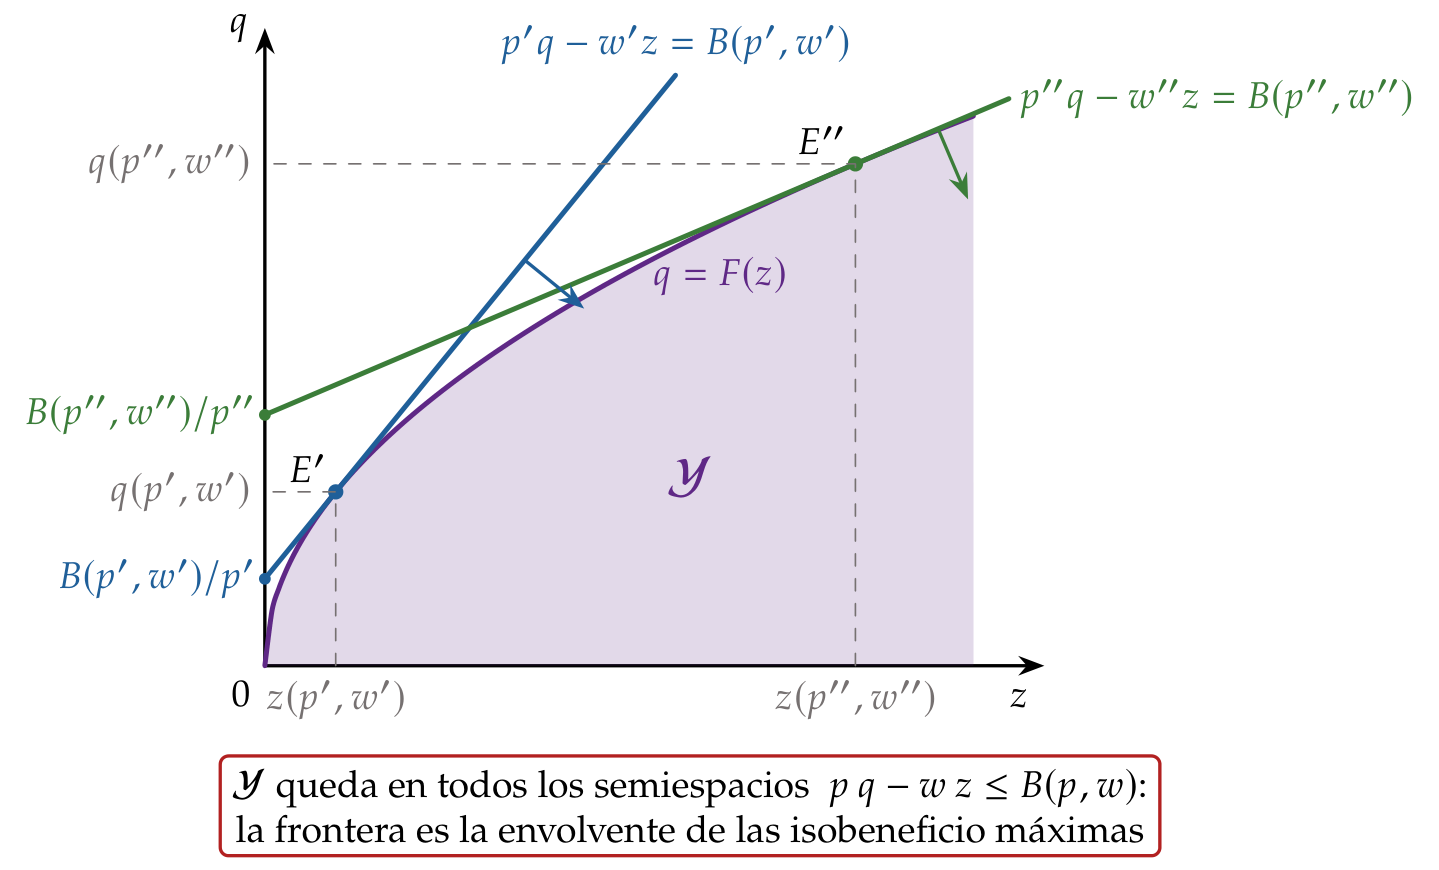 q
p′q − w′z = B(p′, w′)
p′′q − w′′z = B(p′′, w′′)
E′′
q(p′′, w′′)
q = F(z)
B(p′′, w′′)/p′′
E′
q(p′, w′)
𝒴
B(p′, w′)/p′
0
z(p′, w′)
z(p′′, w′′)
z
𝒴 queda en todos los semiespacios p q − w z ≤ B(p, w):
la frontera es la envolvente de las isobeneficio máximas